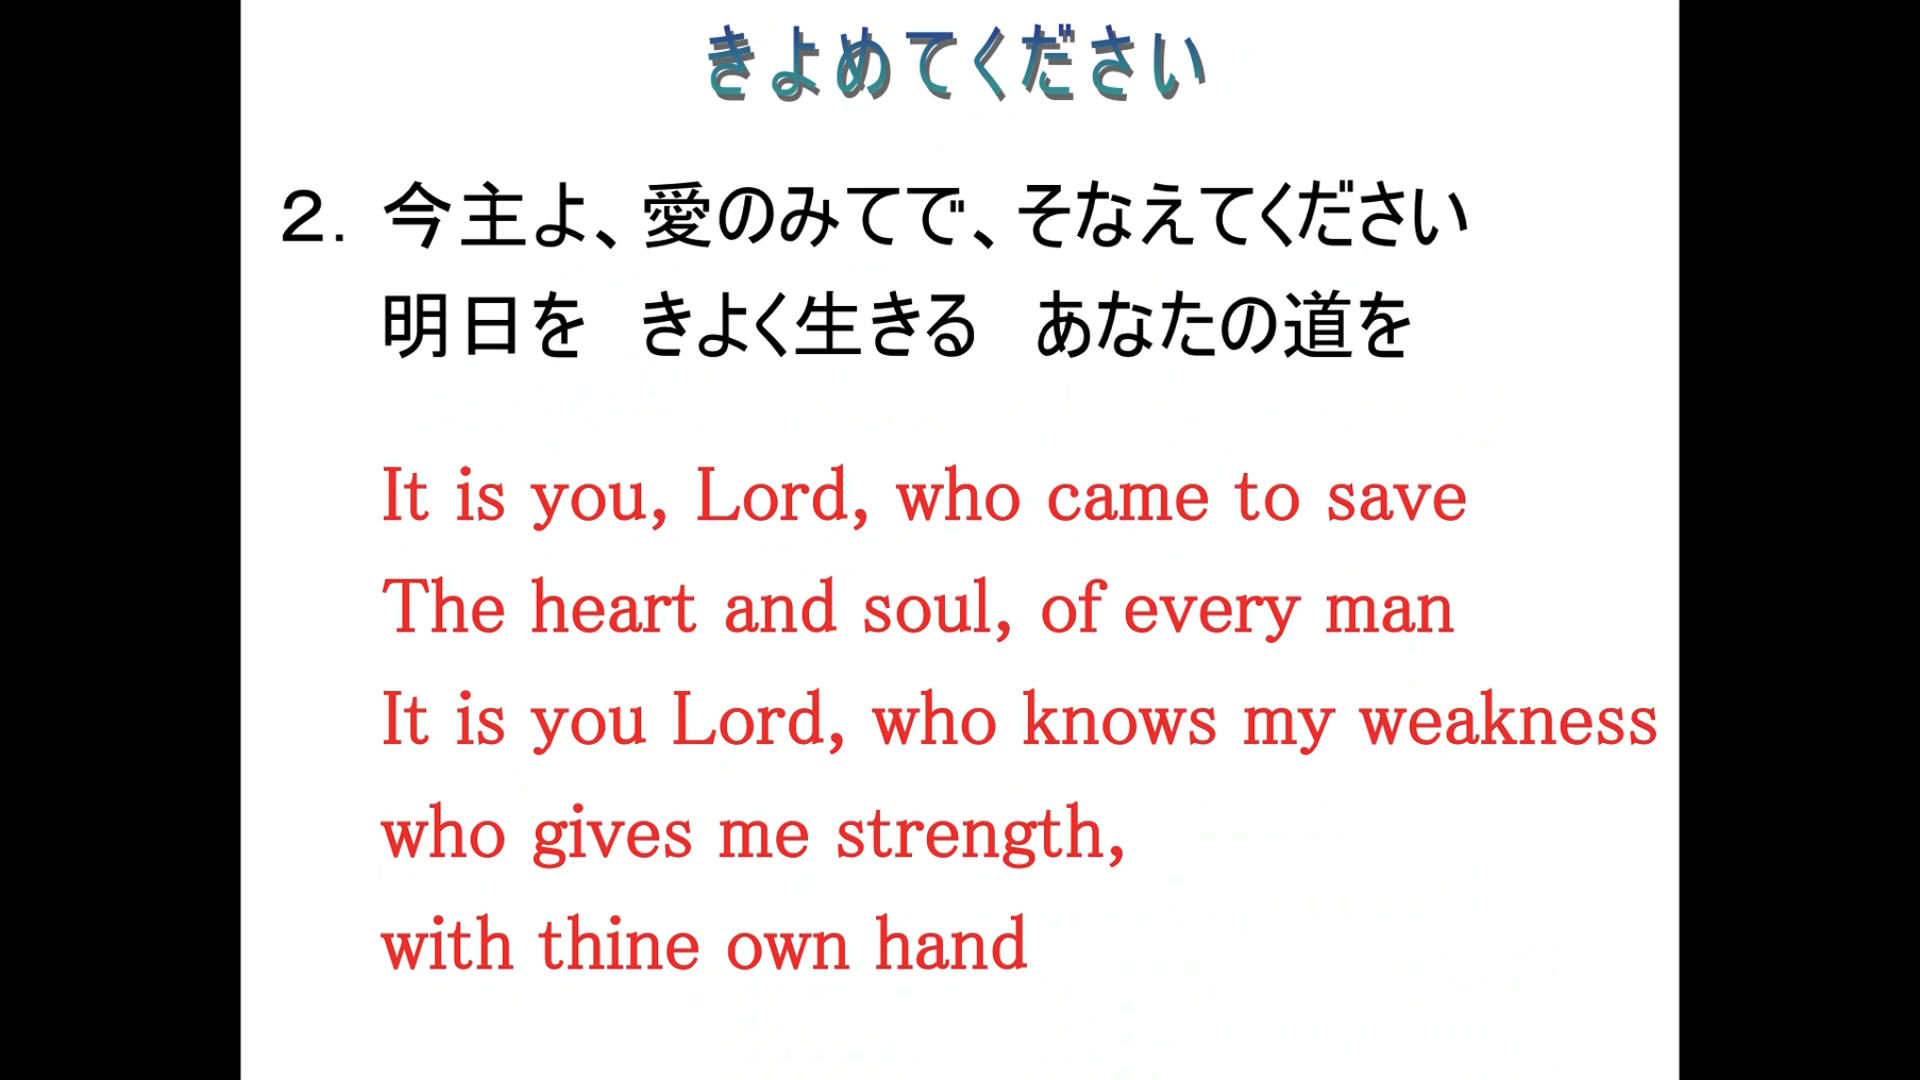 きよめてください
２．今主よ、愛のみてで、そなえてください
明日を　きよく生きる　あなたの道を
It is you, Lord, who came to save
The heart and soul, of every man
It is you Lord, who knows my weakness
who gives me strength,
with thine own hand